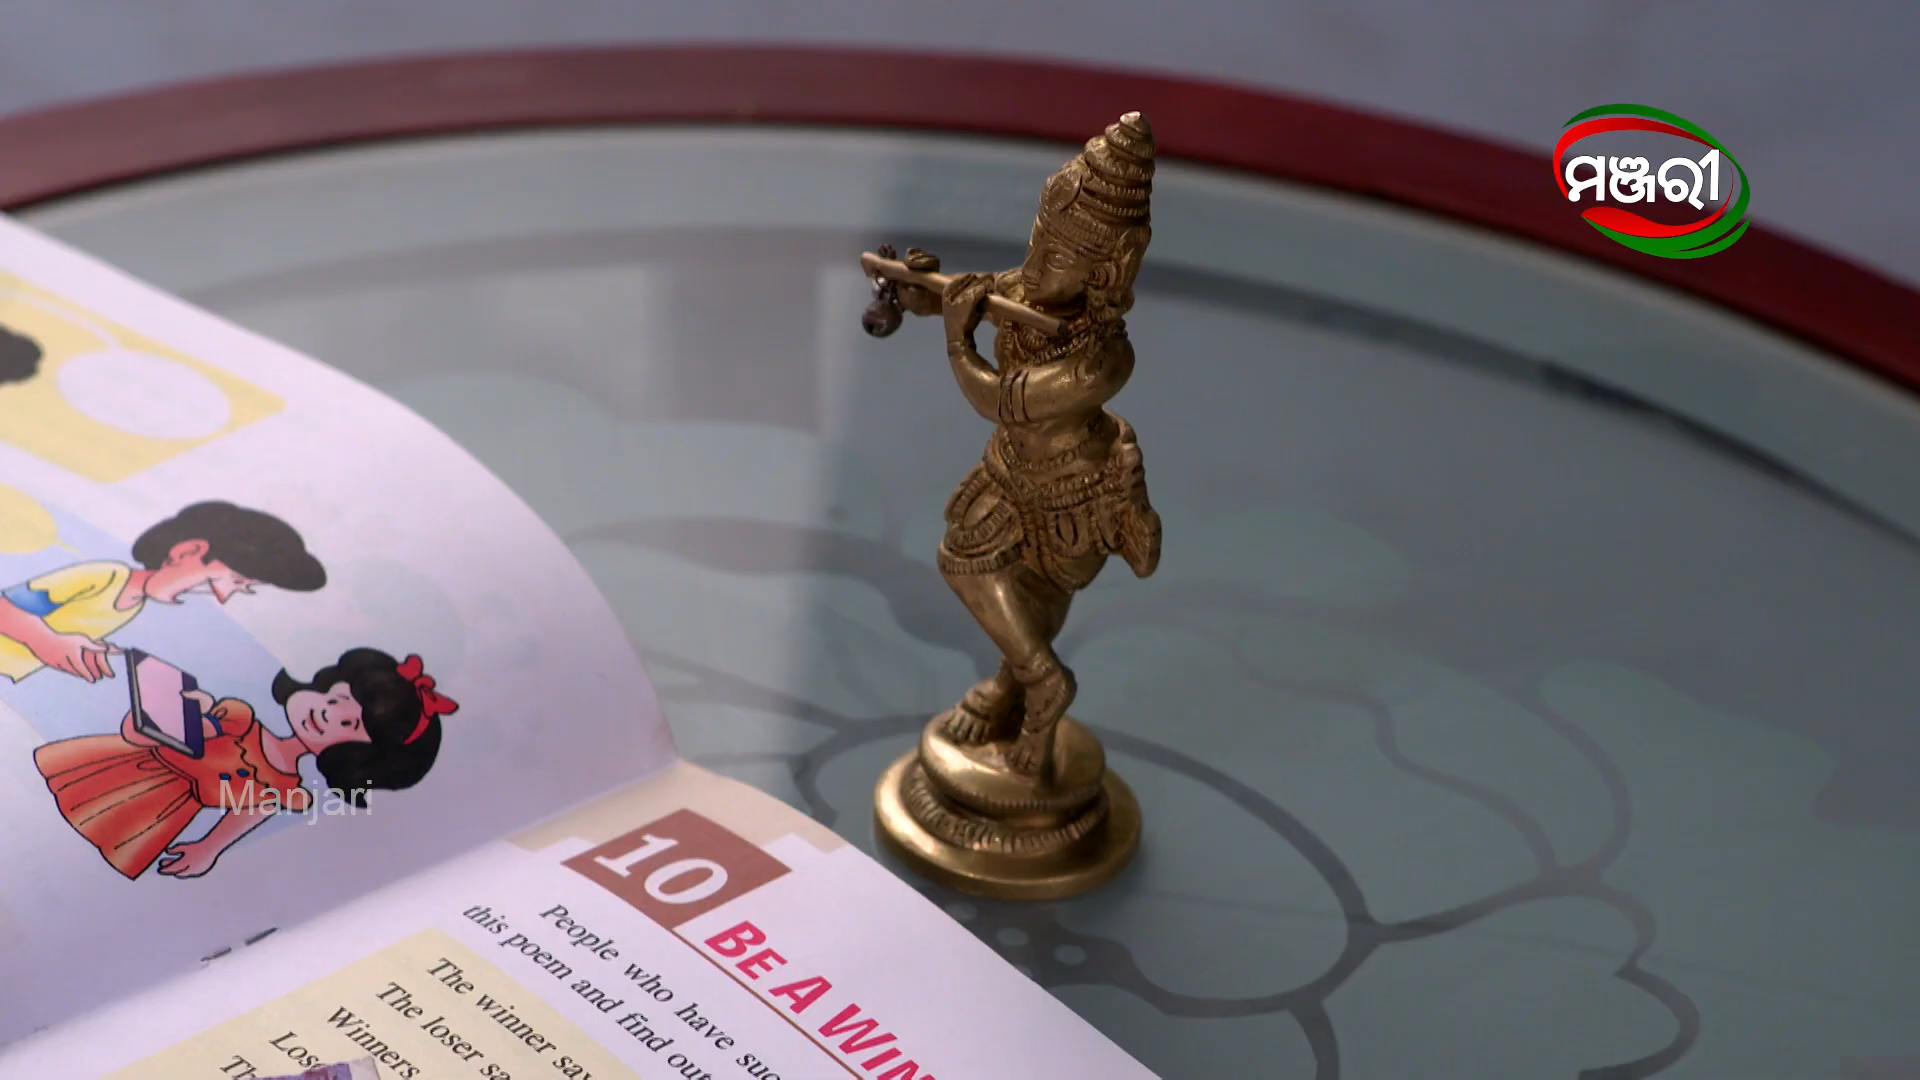 ମଞ୍ଜରୀ
Manjari
10
BE A WIN
People who have suc
this poem and find out
The winner say
The loser sa
Winners